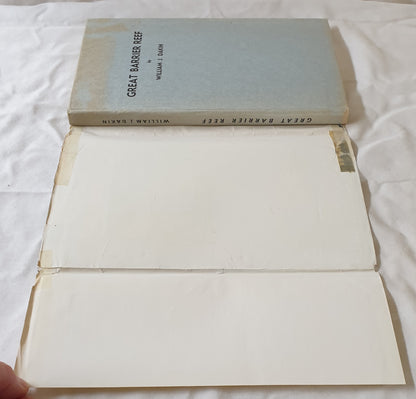 GREAT BARRIER REEF
by
WILLIAM J. DAKIN
GREAT BARRIER REEF
WILLIAM J DAKIN